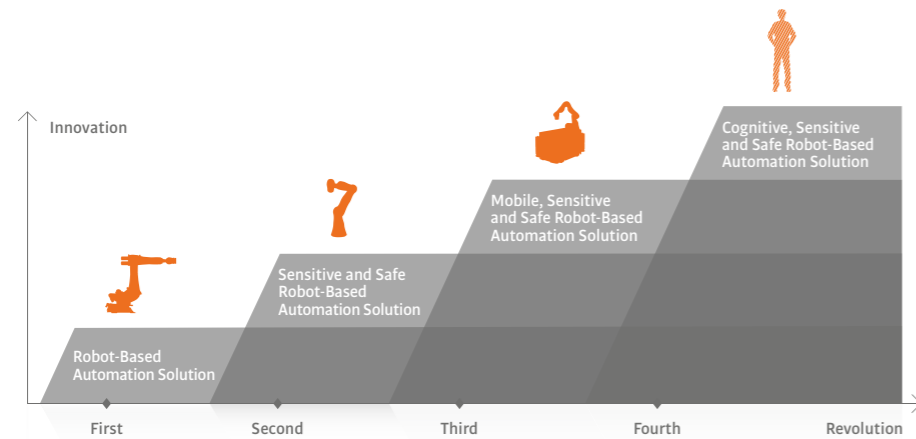 Innovation
Cognitive, Sensitive
and Safe Robot-Based
Automation Solution
Mobile, Sensitive
and Safe Robot-Based
Automation Solution
Sensitive and Safe
Robot-Based
Automation Solution
Robot-Based
Automation Solution
First
Second
Third
Fourth
Revolution